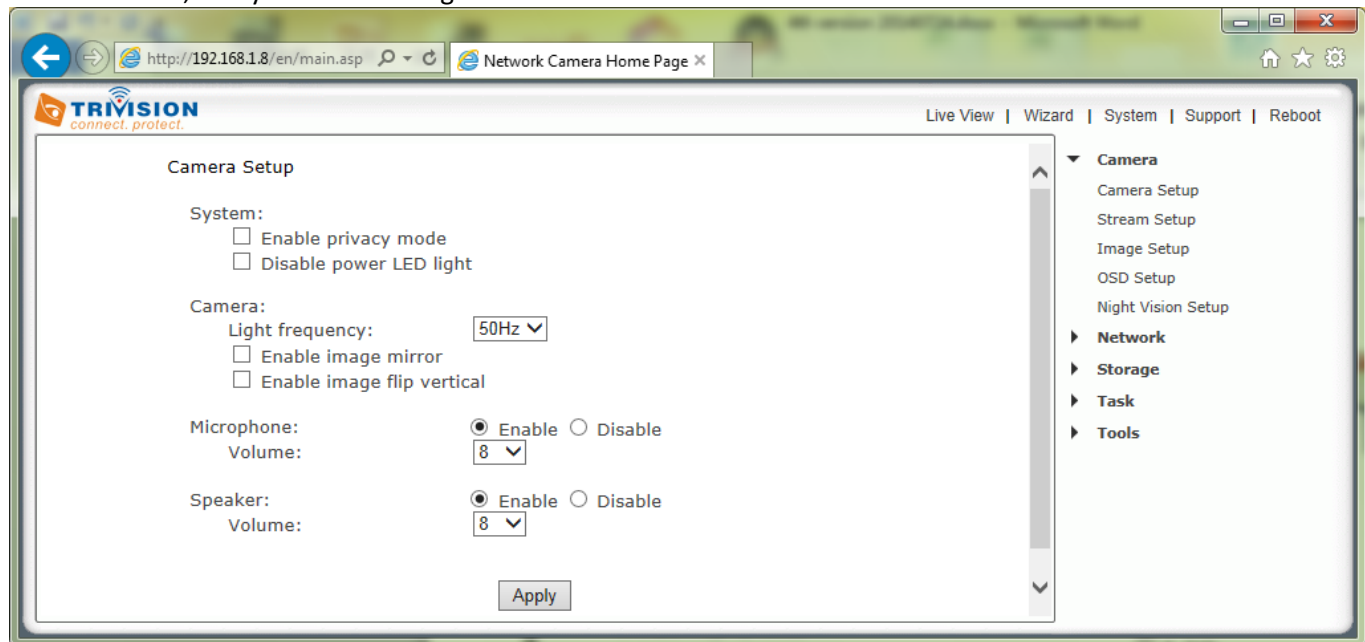 http://192.168.1.8/en/main.asp
Network Camera Home Page
TRIVISION
connect. protect.
Live View | Wizard | System | Support | Reboot
Camera Setup
System:
Enable privacy mode
Disable power LED light
Camera:
Light frequency: 50Hz
Enable image mirror
Enable image flip vertical
Microphone: Enable Disable
Volume: 8
Speaker: Enable Disable
Volume: 8
Apply
Camera
Camera Setup
Stream Setup
Image Setup
OSD Setup
Night Vision Setup
Network
Storage
Task
Tools